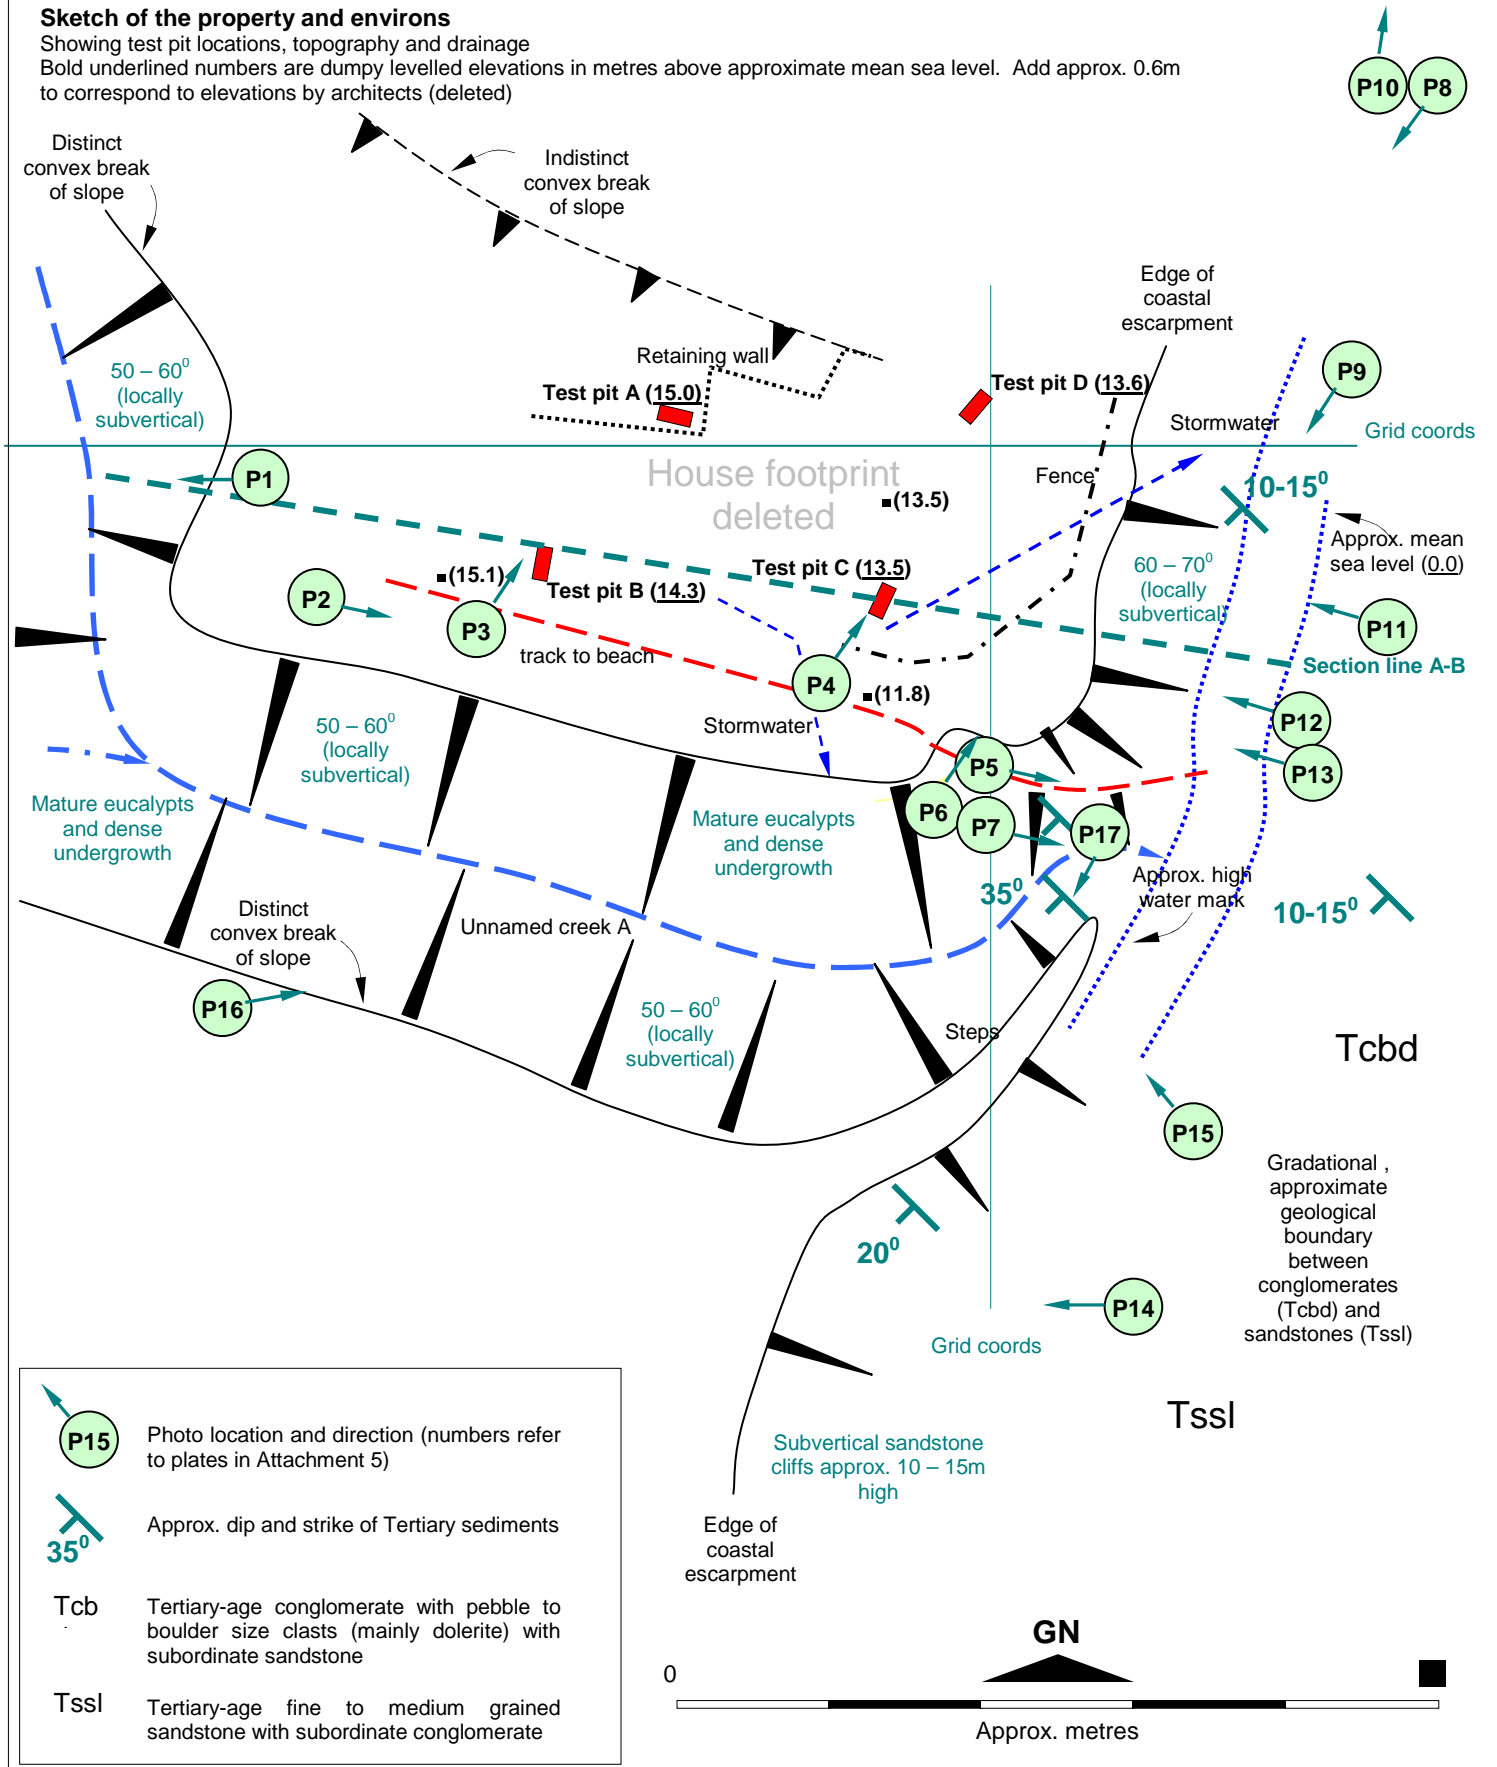 Sketch of the property and environs
Showing test pit locations, topography and drainage
Bold underlined numbers are dumpy levelled elevations in metres above approximate mean sea level. Add approx. 0.6m
to correspond to elevations by architects (deleted)
P10
P8
Distinct
convex break
of slope
Indistinct
convex break
of slope
Edge of
coastal
escarpment
50 – 60⁰
(locally
subvertical)
Retaining wall
Test pit A (15.0)
Test pit D (13.6)
P9
Stormwater
Grid coords
P1
House footprint
deleted
Fence
(13.5)
10-15⁰
Approx. mean
sea level (0.0)
60 – 70⁰
(locally
subvertical)
Test pit C (13.5)
(15.1)
Test pit B (14.3)
P2
P3
P11
track to beach
Section line A-B
P4
(11.8)
Stormwater
P12
P13
50 – 60⁰
(locally
subvertical)
P5
P6
P7
P17
Mature eucalypts
and dense
undergrowth
Mature eucalypts
and dense
undergrowth
35⁰
Approx. high
water mark
10-15⁰
Distinct
convex break
of slope
Unnamed creek A
P16
50 – 60⁰
(locally
subvertical)
Steps
Tcbd
P15
Gradational ,
approximate
geological
boundary
between
conglomerates
(Tcbd) and
sandstones (Tssl)
20⁰
P14
Grid coords
Tssl
Subvertical sandstone
cliffs approx. 10 – 15m
high
Edge of
coastal
escarpment
P15
Photo location and direction (numbers refer
to plates in Attachment 5)
35⁰
Approx. dip and strike of Tertiary sediments
Tcb
Tertiary-age conglomerate with pebble to
boulder size clasts (mainly dolerite) with
subordinate sandstone
Tssl
Tertiary-age fine to medium grained
sandstone with subordinate conglomerate
GN
0
Approx. metres